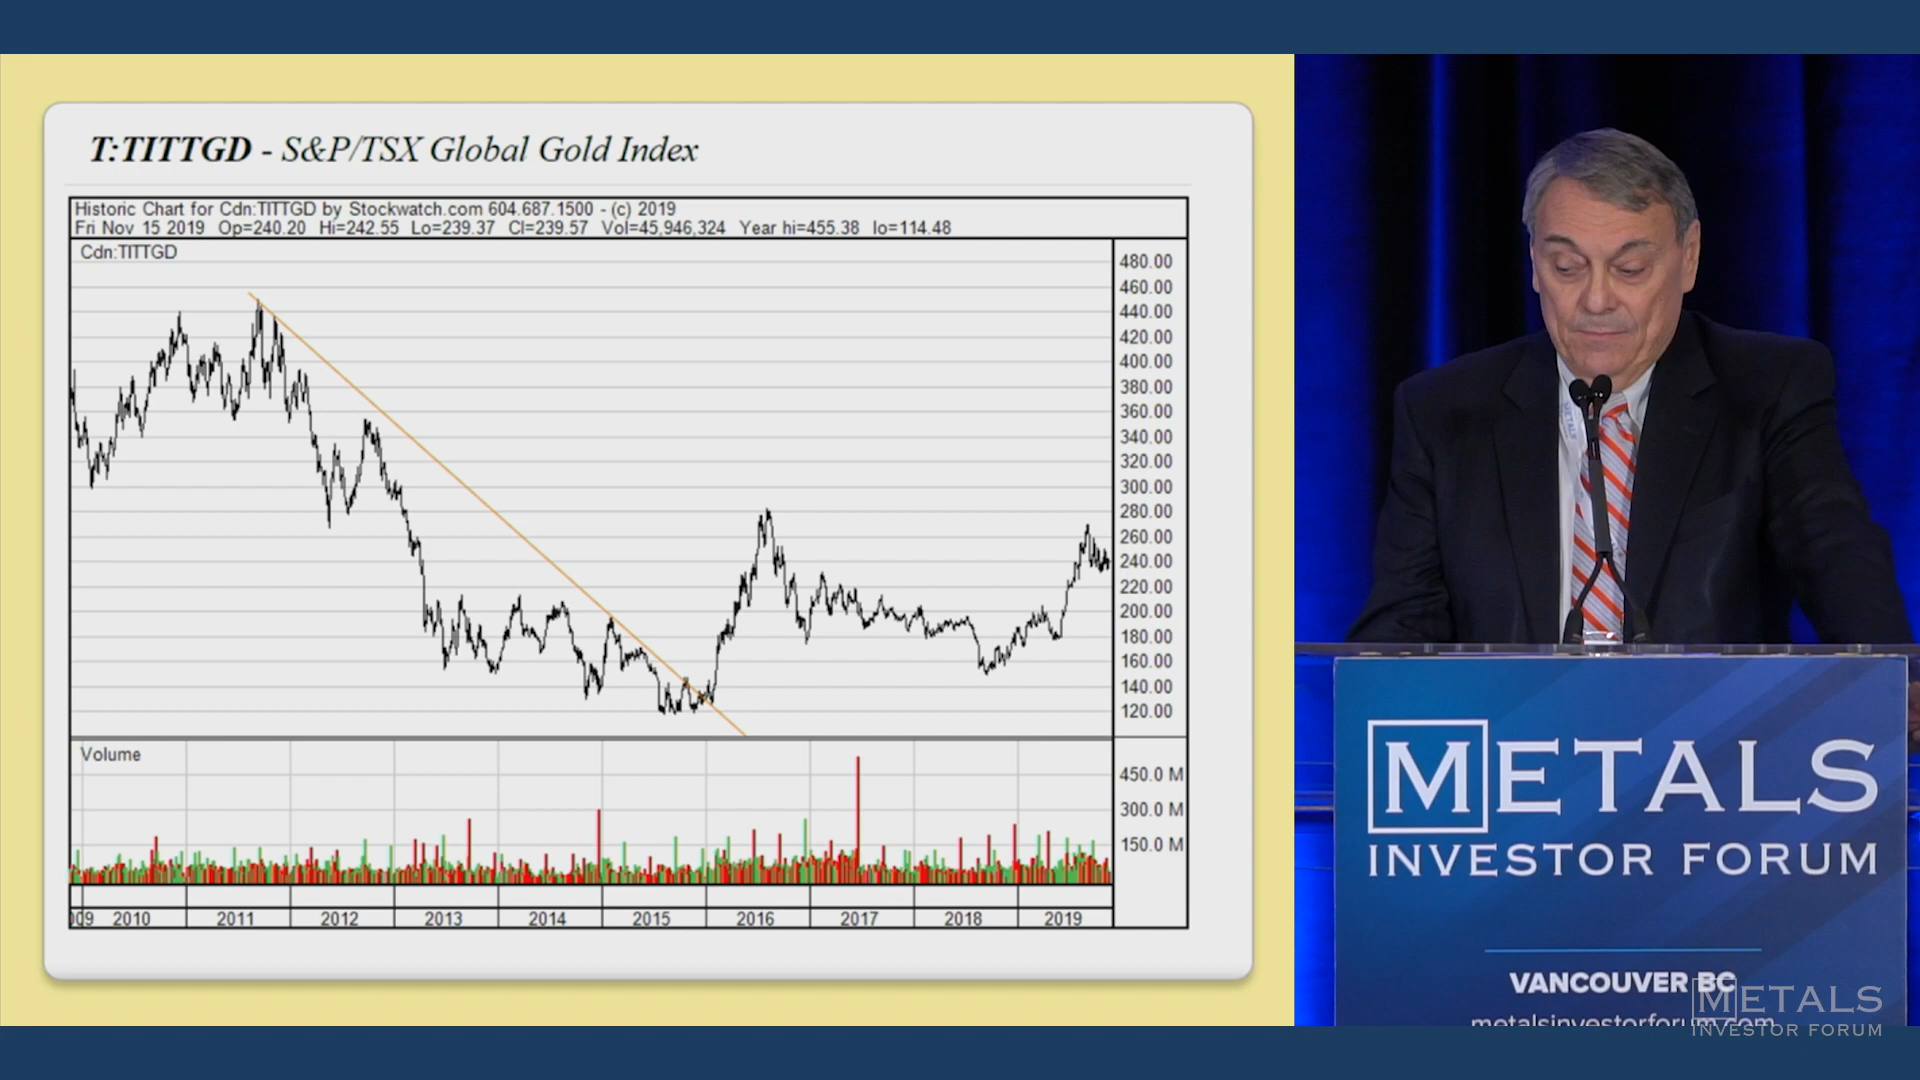 T:TITTGD - S&P/TSX Global Gold Index
Historic Chart for Cdn:TITTGD by Stockwatch.com 604.687.1500 - (c) 2019
Fri Nov 15 2019 Op=240.20 Hi=242.55 Lo=239.37 Cl=239.57 Vol=45,946,324 Year hi=455.38 lo=114.48
Cdn:TITTGD
480.00
460.00
440.00
420.00
400.00
380.00
360.00
340.00
320.00
300.00
280.00
260.00
240.00
220.00
200.00
180.00
160.00
140.00
120.00
Volume
450.0 M
300.0 M
150.0 M
009 2010 2011 2012 2013 2014 2015 2016 2017 2018 2019
METALS
METALS
INVESTOR FORUM
VANCOUVER BC
metalsinvestorforum.com
METALS
INVESTOR FORUM